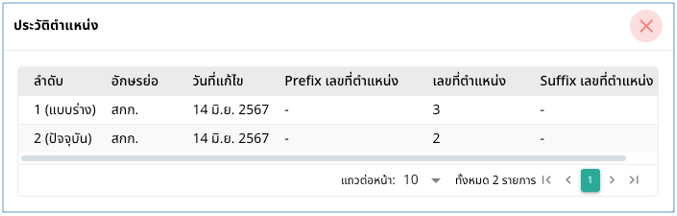 ประวัติตำแหน่ง
ลำดับ อักษรย่อ วันที่แก้ไข Prefix เลขที่ตำแหน่ง เลขที่ตำแหน่ง Suffix เลขที่ตำแหน่ง
1 (แบบร่าง) สกก. 14 มิ.ย. 2567 - 3 -
2 (ปัจจุบัน) สกก. 14 มิ.ย. 2567 - 2 -
แถวต่อหน้า: 10 ทั้งหมด 2 รายการ 1